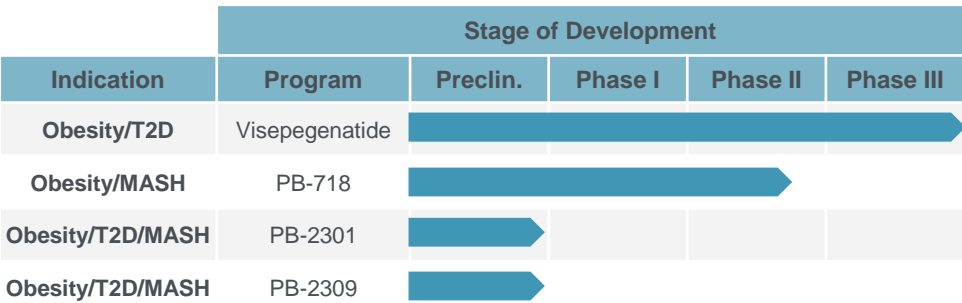 Stage of Development
Indication Program Preclin. Phase I Phase II Phase III
Obesity/T2D Visepegenatide
Obesity/MASH PB-718
Obesity/T2D/MASH PB-2301
Obesity/T2D/MASH PB-2309